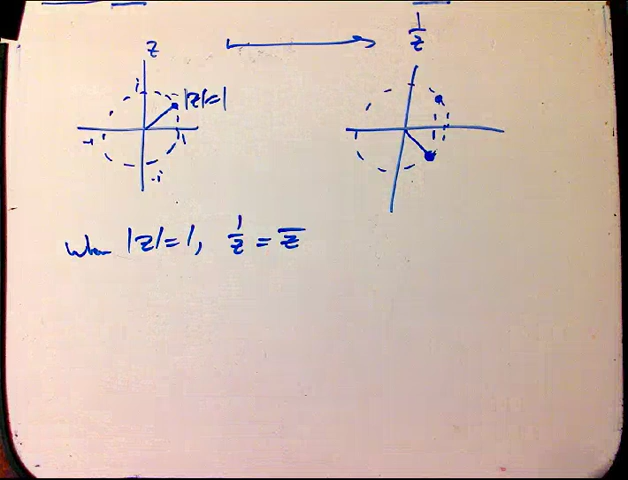 z 1/z
i
|z|=1
-1 1
-i
when |z|=1, 1/z = z̅